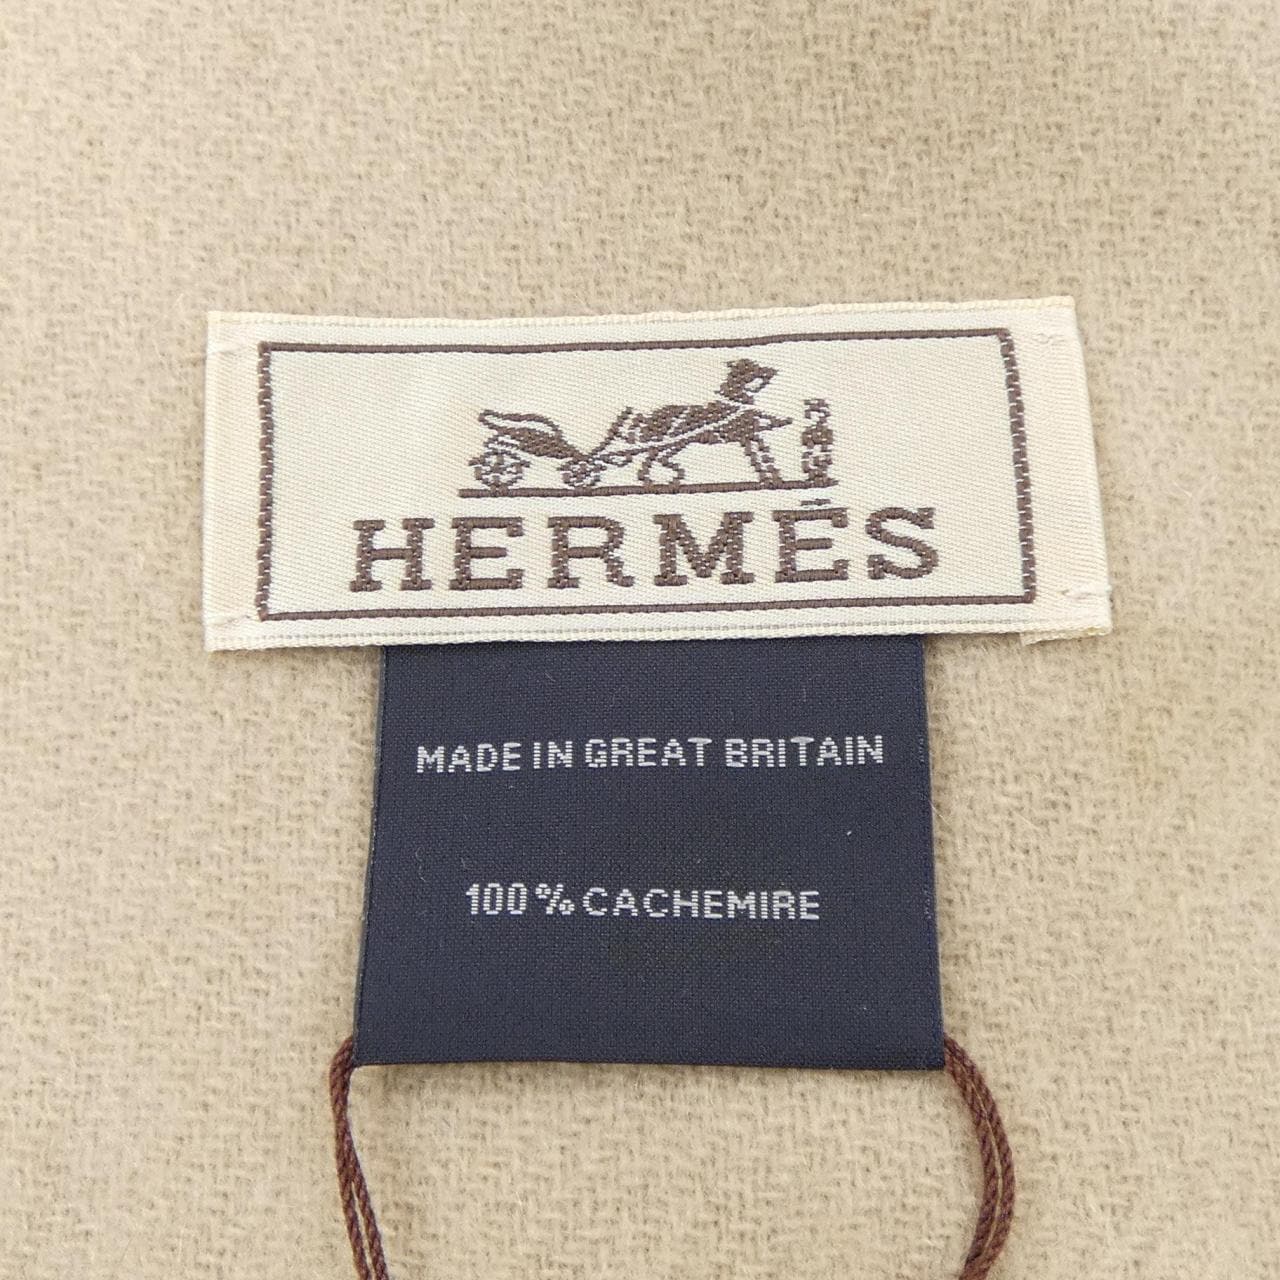 HERMÈS
MADE IN GREAT BRITAIN
100% CACHEMIRE